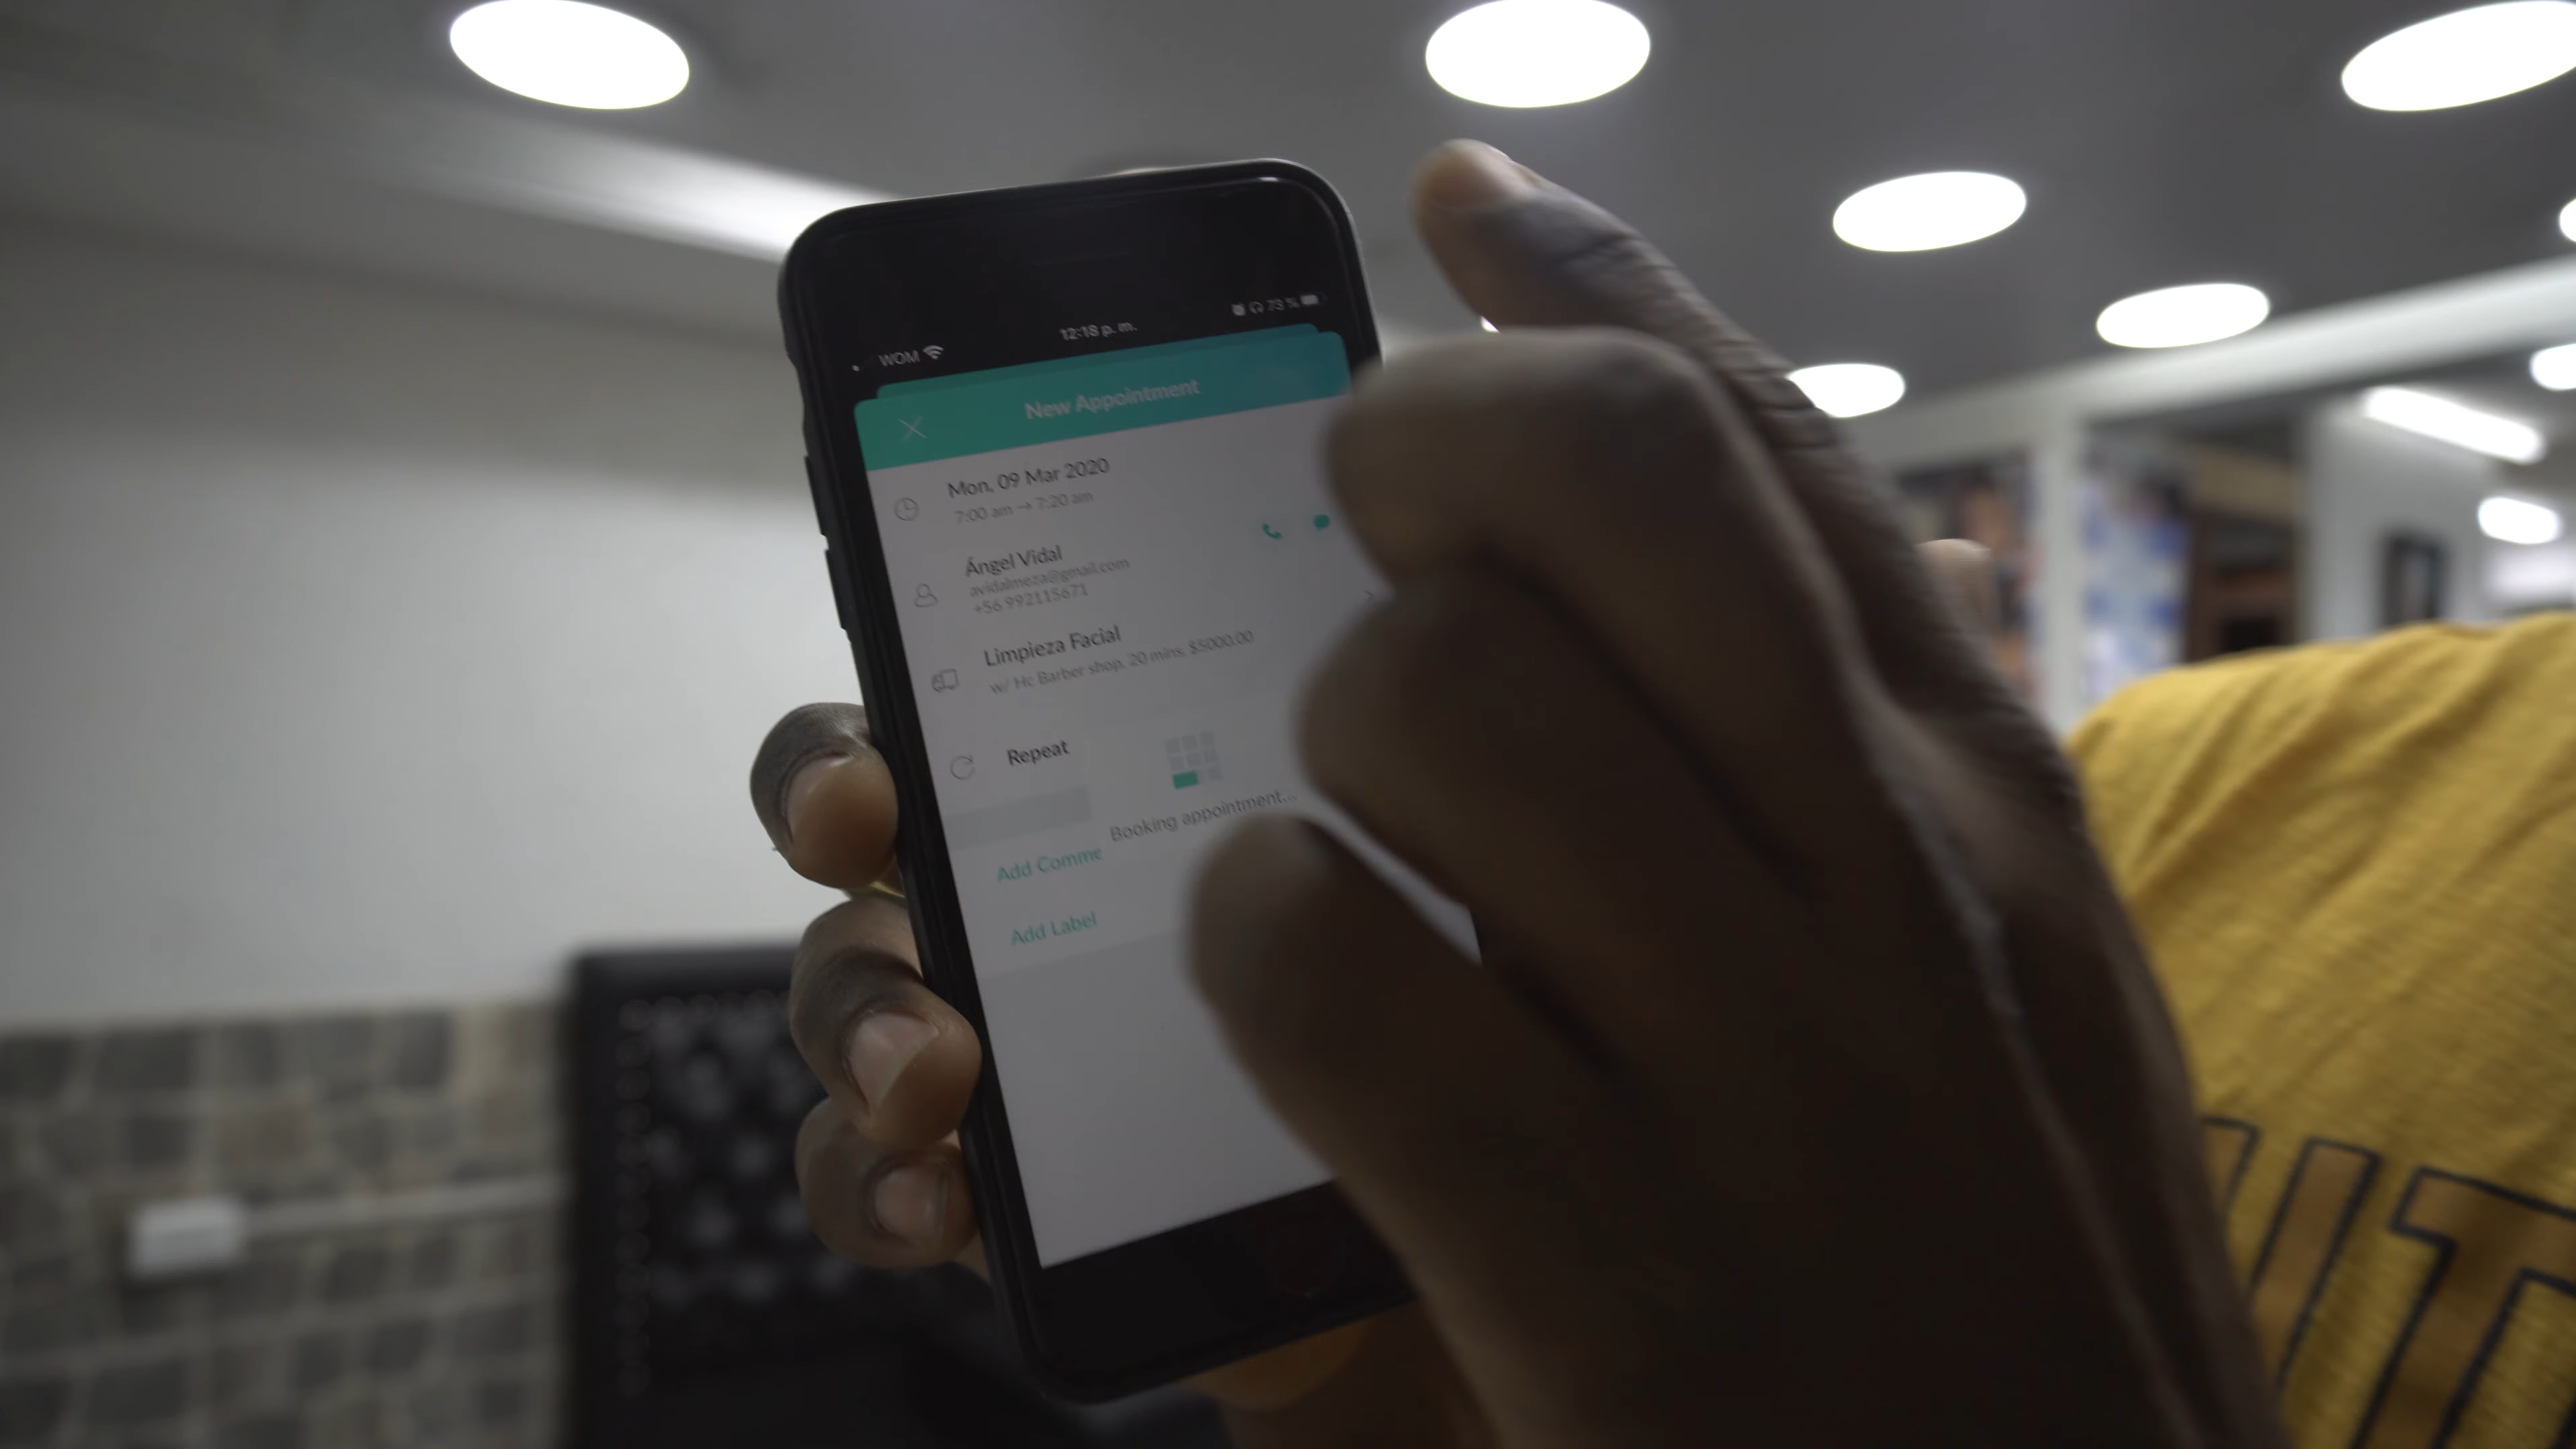 WOM
12:18 p. m.
73 %
New Appointment
Mon, 09 Mar 2020
7:00 am → 7:20 am
Ángel Vidal
avidalmeza@gmail.com
+56 992115671
Limpieza Facial
w/ Hc Barber shop, 20 mins, $5000.00
Repeat
Booking appointment...
Add Comme
Add Label